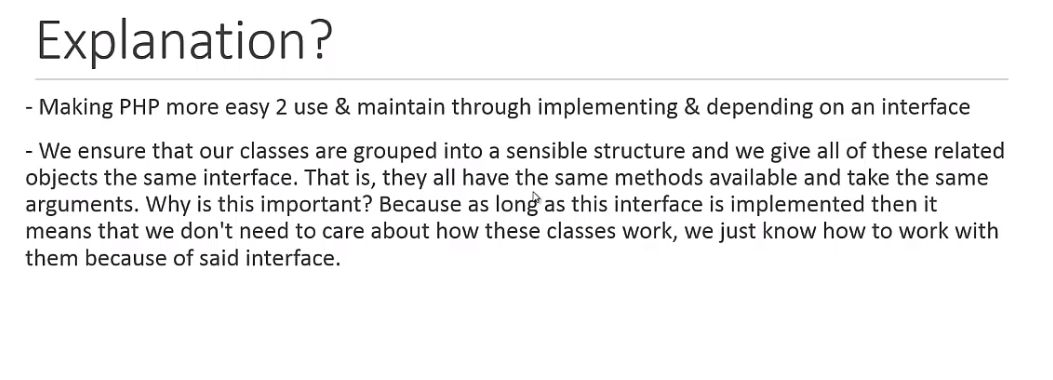 Explanation?
- Making PHP more easy 2 use & maintain through implementing & depending on an interface
- We ensure that our classes are grouped into a sensible structure and we give all of these related
objects the same interface. That is, they all have the same methods available and take the same
arguments. Why is this important? Because as long as this interface is implemented then it
means that we don't need to care about how these classes work, we just know how to work with
them because of said interface.